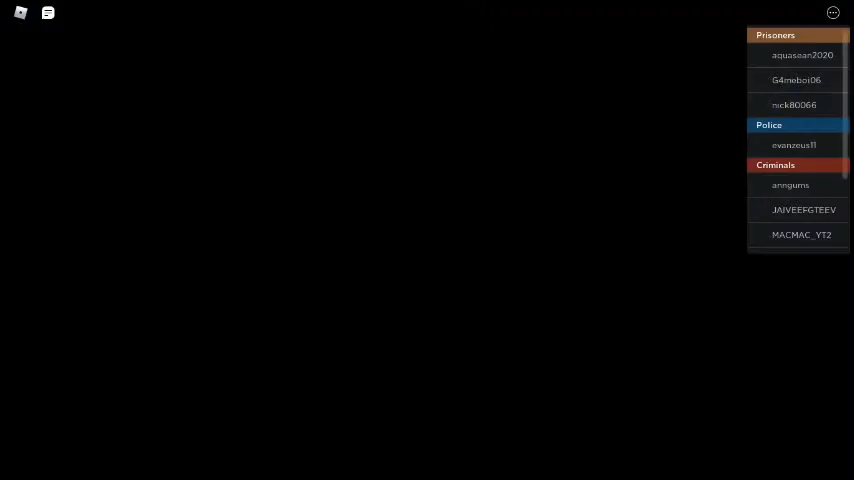 Prisoners
aquasean2020
G4meboi06
nick80066
Police
evanzeus11
Criminals
anngums
JAIVEEFGTEEV
MACMAC_YT2